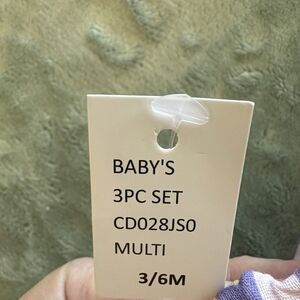 BABY'S
3PC SET
CD028JS0
MULTI
3/6M